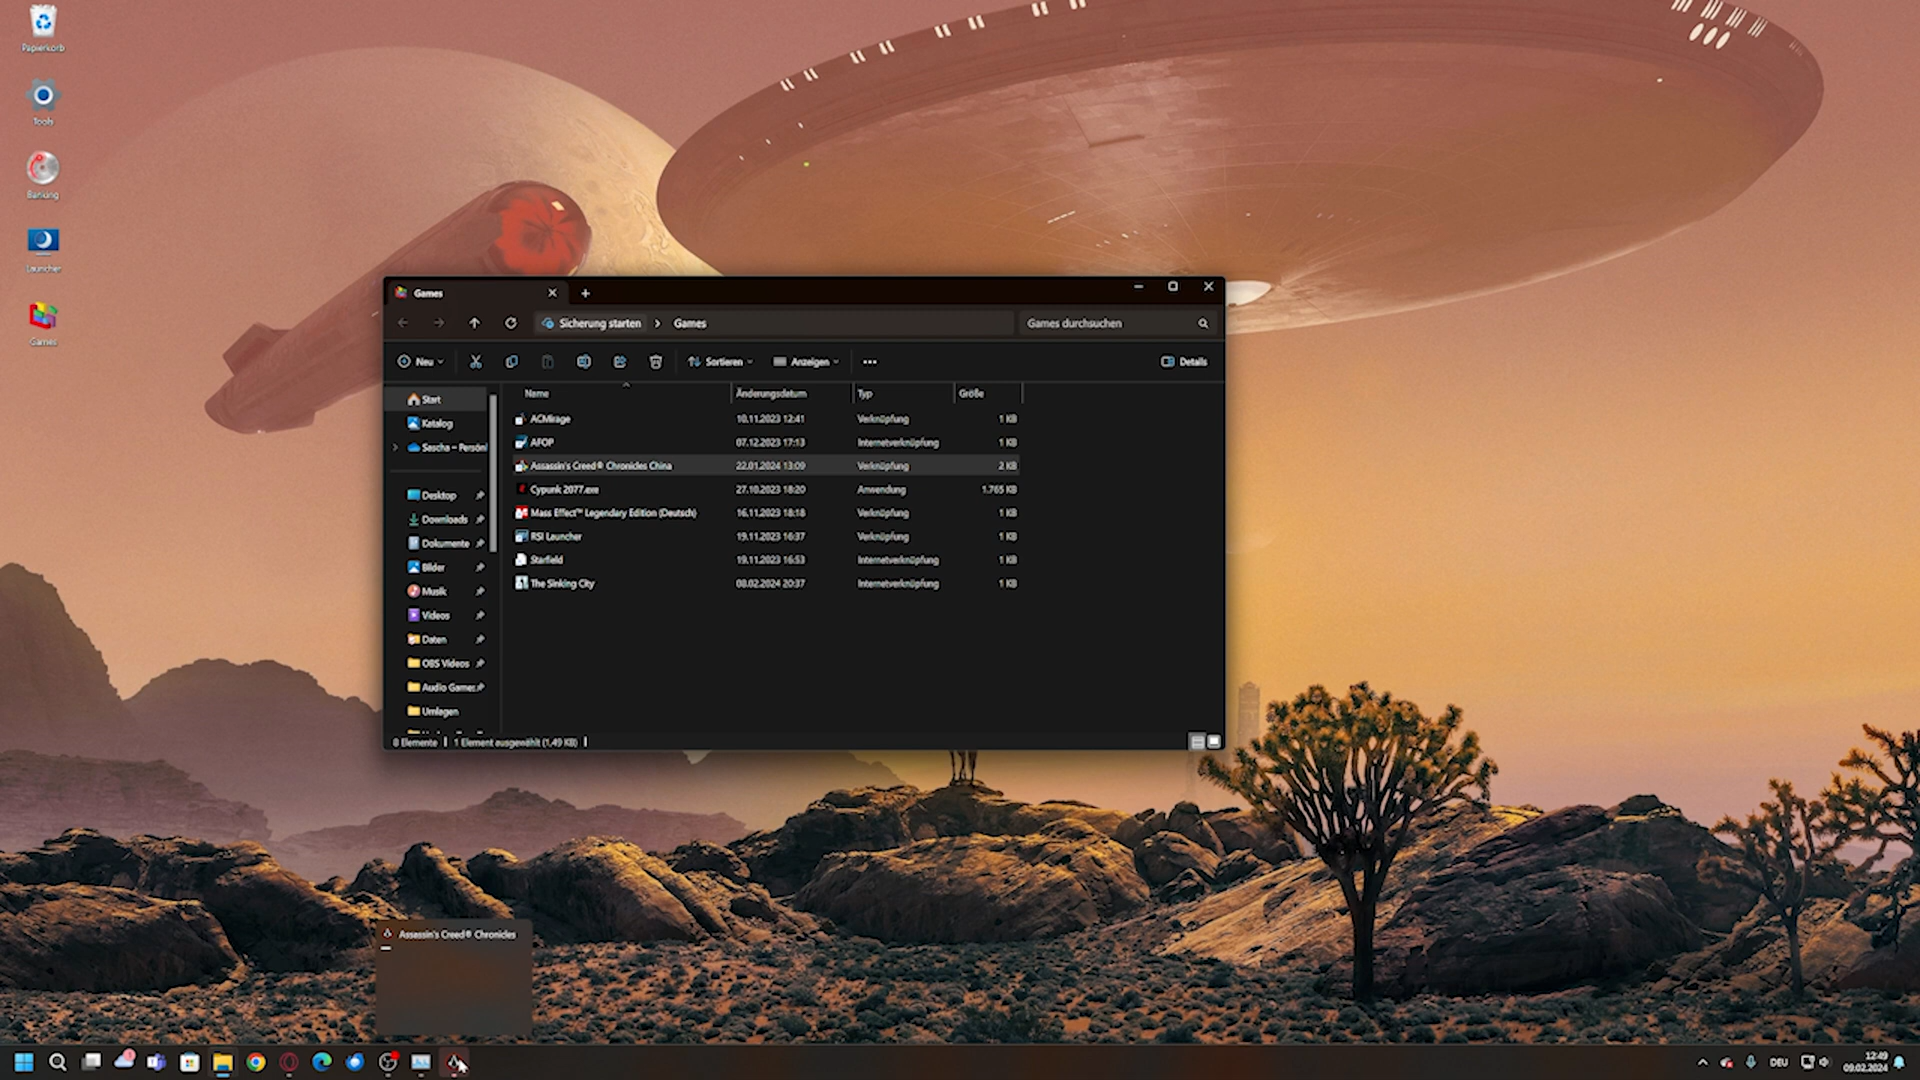 Papierkorb
Tools
Banking
Launcher
Games
Games
Sicherung starten > Games
Games durchsuchen
Neu
Sortieren
Anzeigen
Details
Start
Katalog
Sascha – Persönl
Desktop
Downloads
Dokumente
Bilder
Musik
Videos
Daten
OBS Videos
Audio Games
Umlagen
Name Änderungsdatum Typ Größe
ACMirage 10.11.2023 12:41 Verknüpfung 1 KB
AFOP 07.12.2023 17:13 Internetverknüpfung 1 KB
Assassin's Creed® Chronicles China 22.01.2024 13:09 Verknüpfung 2 KB
Cypunk 2077.exe 27.10.2023 18:20 Anwendung 1.765 KB
Mass Effect™ Legendary Edition (Deutsch) 16.11.2023 18:18 Verknüpfung 1 KB
RSI Launcher 19.11.2023 16:37 Verknüpfung 1 KB
Starfield 19.11.2023 16:53 Internetverknüpfung 1 KB
The Sinking City 08.02.2024 20:37 Internetverknüpfung 1 KB
8 Elemente | 1 Element ausgewählt (1,49 KB) |
Assassin's Creed® Chronicles
DEU
12:49
09.02.2024